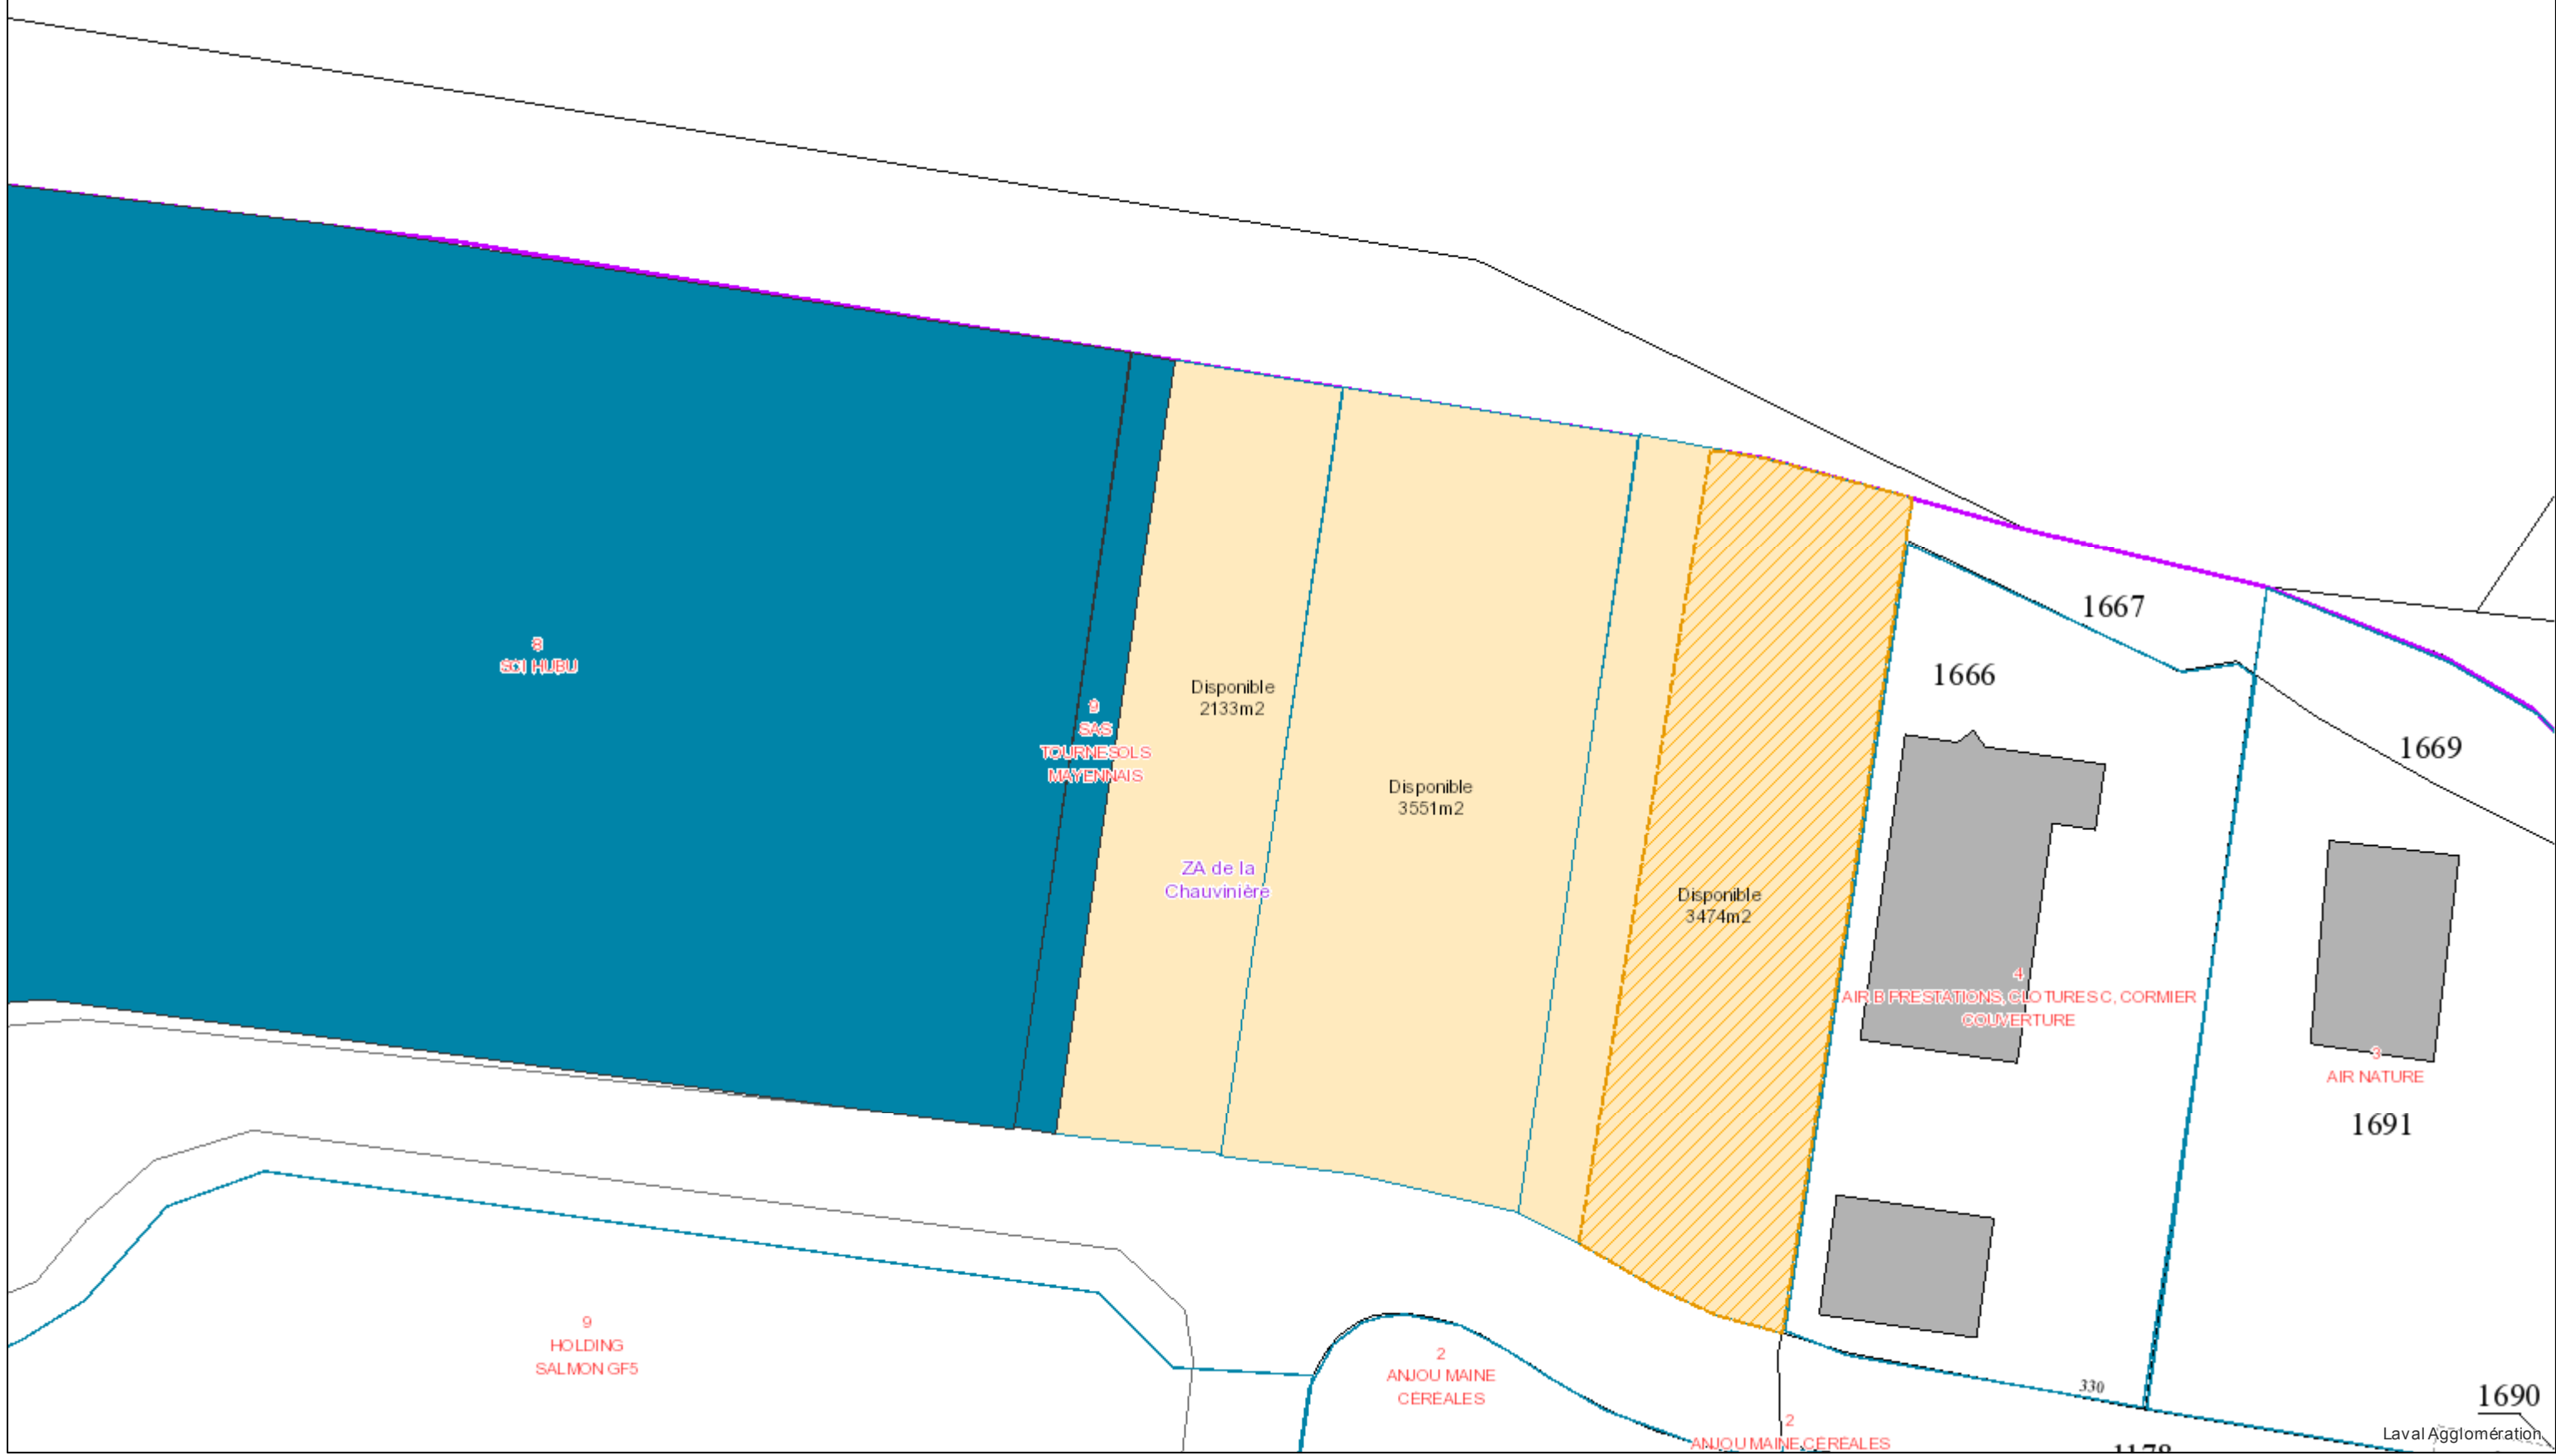 1667
8
SCI HUBU
1666
Disponible
2133m2
9
SAS
TOURNESOLS
MAYENNAIS
1669
Disponible
3551m2
ZA de la
Chauvinière
Disponible
3474m2
4
AIR B PRESTATIONS, CLOTURES C, CORMIER
COUVERTURE
3
AIR NATURE
1691
9
HOLDING
SALMON GF5
2
ANJOU MAINE
CEREALES
330
1690
2
ANJOU MAINE CEREALES
Laval Agglomération